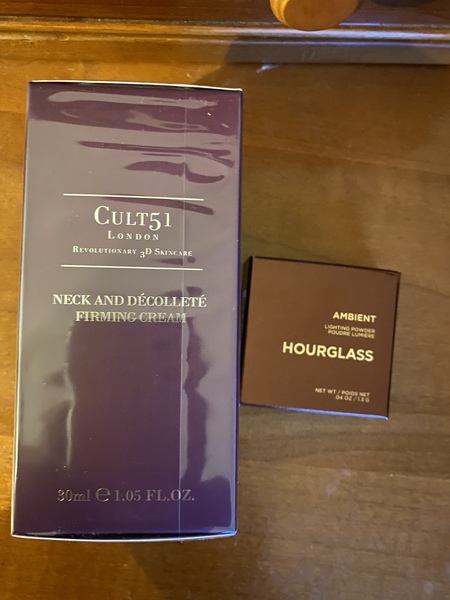 CULT51
LONDON
REVOLUTIONARY 3D SKINCARE
NECK AND DÉCOLLETÉ
FIRMING CREAM
30ml ℮ 1.05 FL.OZ.
AMBIENT
LIGHTING POWDER
POUDRE LUMIÈRE
HOURGLASS
NET WT / POIDS NET
.04 OZ / 1.3 G